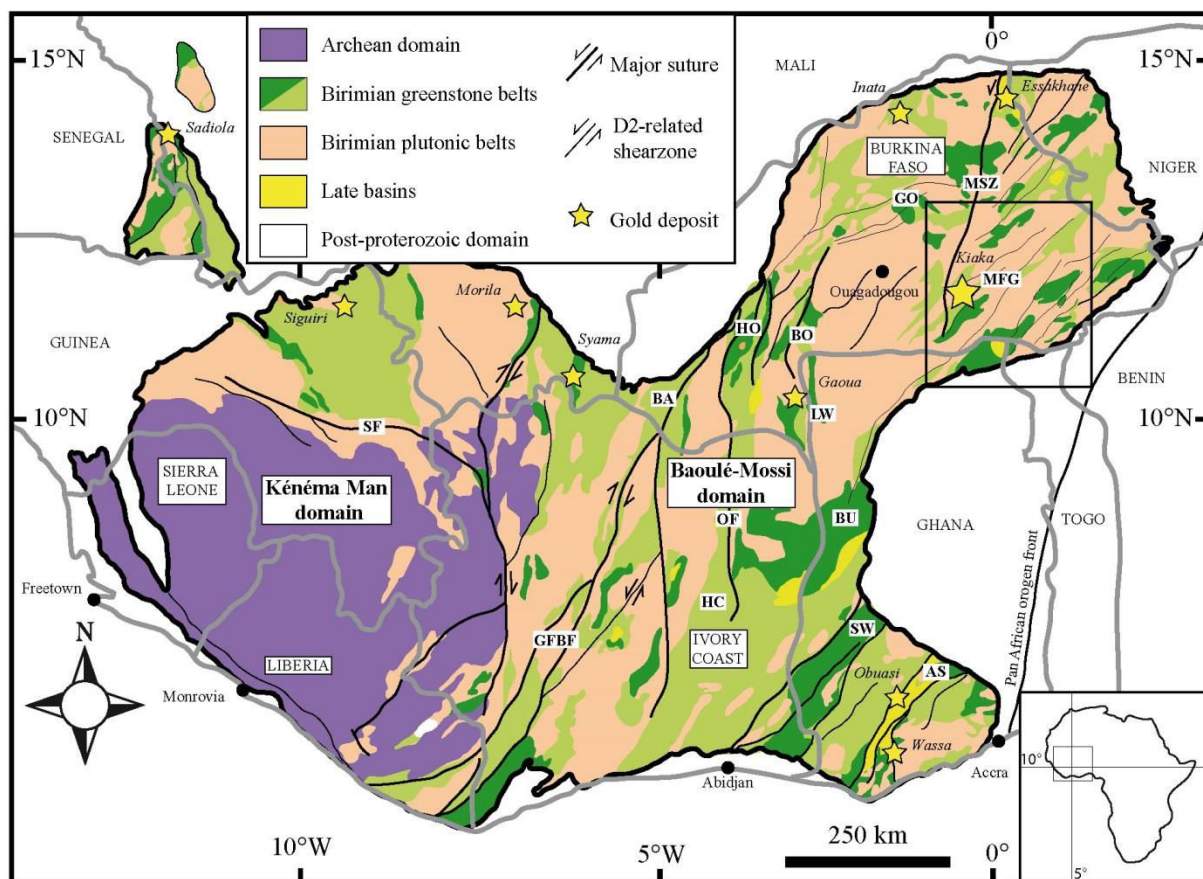 Archean domain
Birimian greenstone belts
Birimian plutonic belts
Late basins
Post-proterozoic domain
Major suture
D2-related
shearzone
Gold deposit
0°
15°N
15°N
MALI
Inata
Essakhane
SENEGAL
Sadiola
BURKINA
FASO
NIGER
MSZ
GO
Kiaka
MFG
Ouagadougou
Morila
Siguiri
Syama
GUINEA
HO
BO
BENIN
Gaoua
BA
LW
10°N
10°N
SF
SIERRA
LEONE
Kénéma Man
domain
Baoulé-Mossi
domain
OF
BU
GHANA
TOGO
Pan African orogen front
Freetown
HC
SW
N
GFBF
IVORY
COAST
LIBERIA
Obuasi
AS
Monrovia
Wassa
Abidjan
Accra
10°
5°
10°W
5°W
250 km
0°